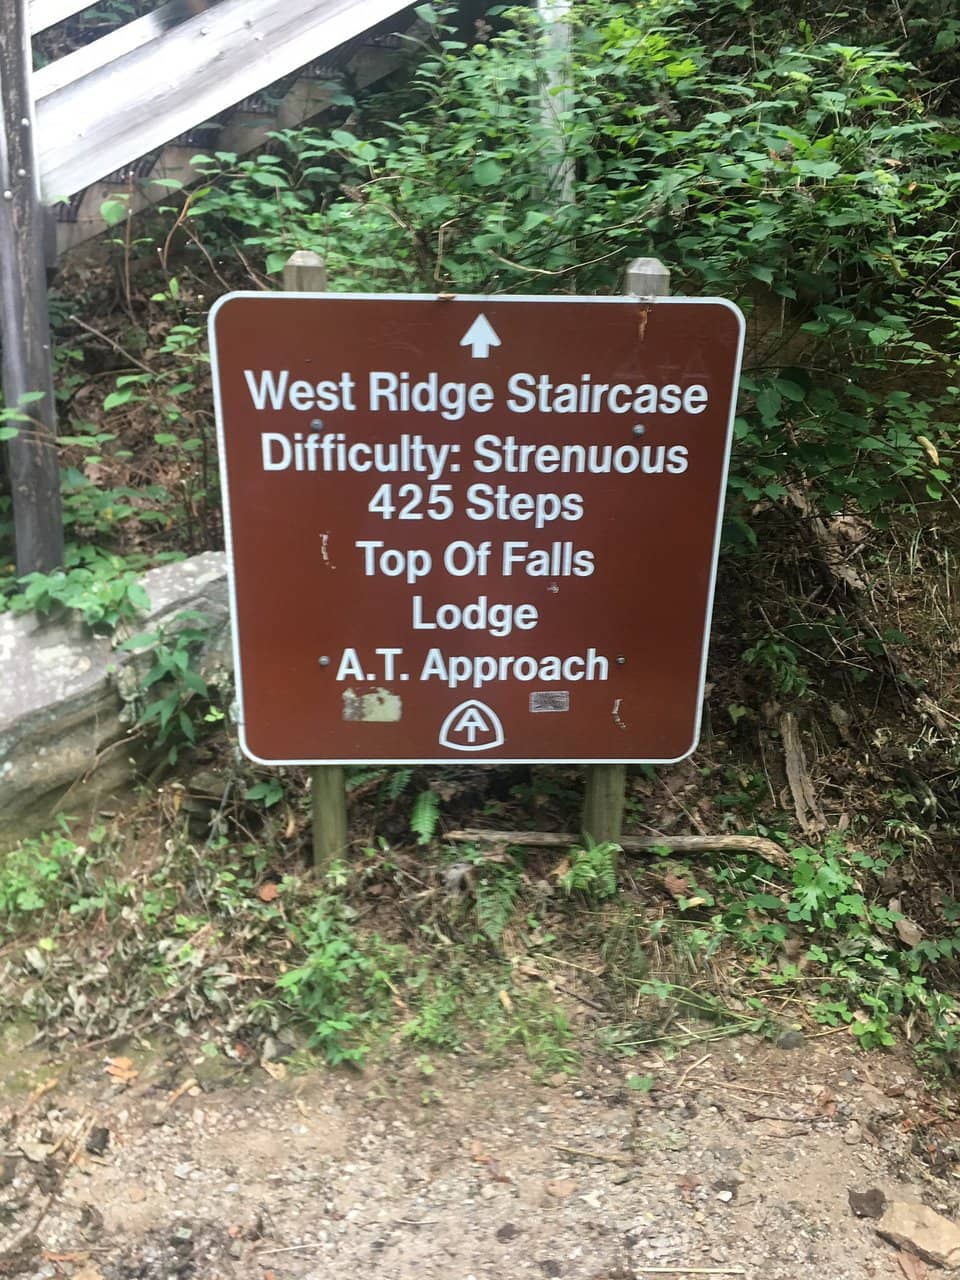 West Ridge Staircase
Difficulty: Strenuous
425 Steps
Top Of Falls
Lodge
A.T. Approach